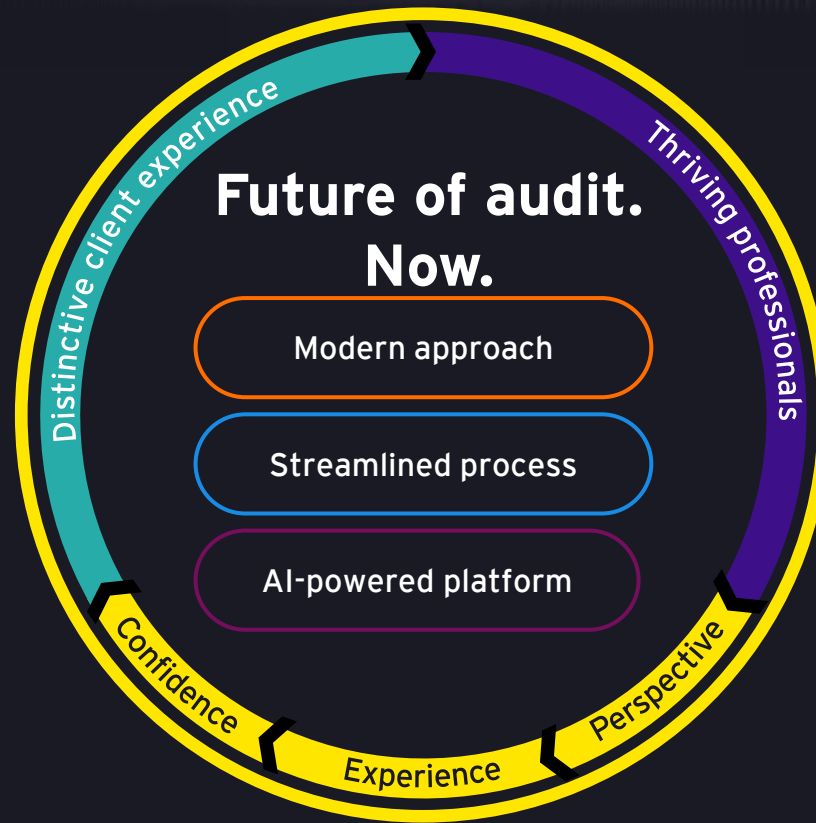 Future of audit.
Now.
Modern approach
Streamlined process
AI-powered platform
Distinctive client experience
Thriving professionals
Perspective
Experience
Confidence